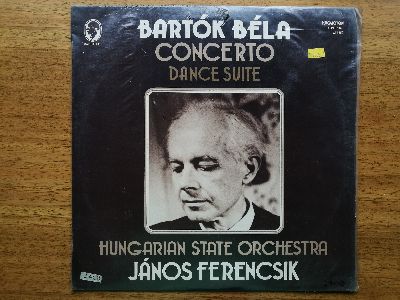 BARTÓK BÉLA
CONCERTO
DANCE SUITE
HUNGARIAN STATE ORCHESTRA
JÁNOS FERENCSIK